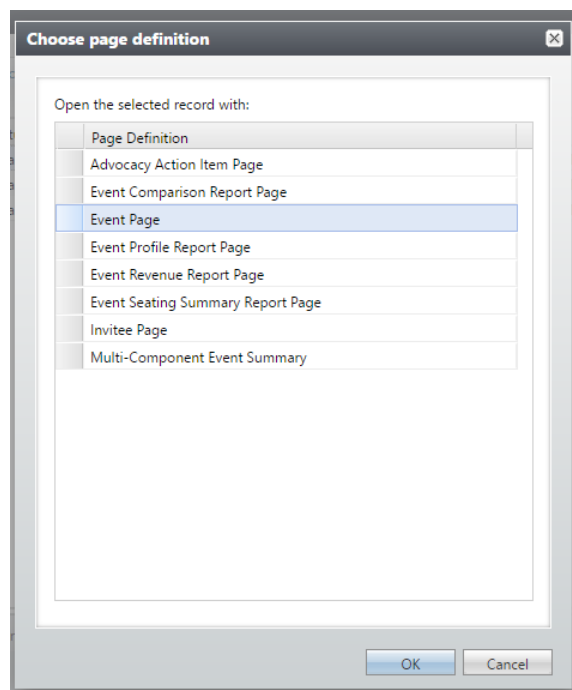 Choose page definition
Open the selected record with:
Page Definition
Advocacy Action Item Page
Event Comparison Report Page
Event Page
Event Profile Report Page
Event Revenue Report Page
Event Seating Summary Report Page
Invitee Page
Multi-Component Event Summary
OK Cancel